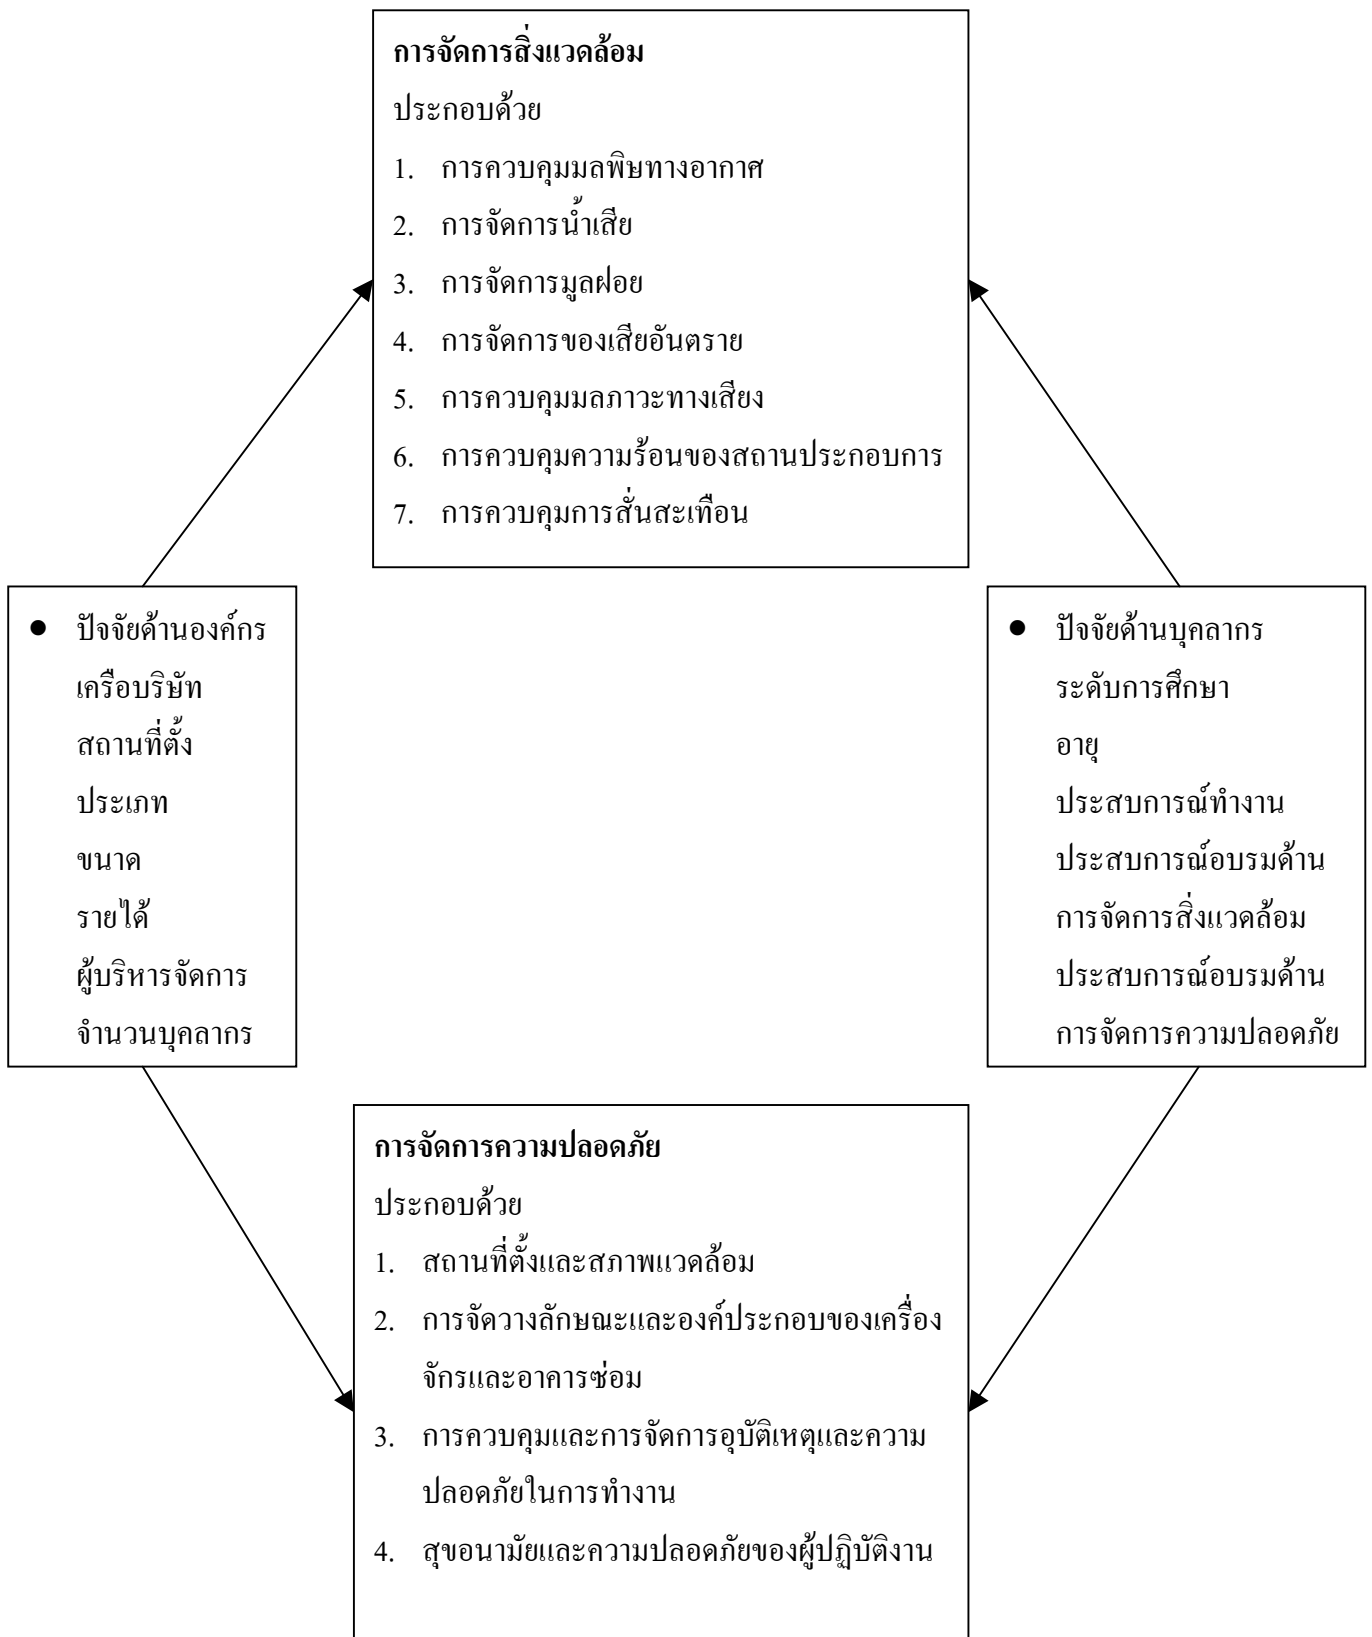 การจัดการสิ่งแวดล้อม
ประกอบด้วย
1. การควบคุมมลพิษทางอากาศ
2. การจัดการน้ำเสีย
3. การจัดการมูลฝอย
4. การจัดการของเสียอันตราย
5. การควบคุมมลภาวะทางเสียง
6. การควบคุมความร้อนของสถานประกอบการ
7. การควบคุมการสั่นสะเทือน
● ปัจจัยด้านองค์กร
เครือบริษัท
สถานที่ตั้ง
ประเภท
ขนาด
รายได้
ผู้บริหารจัดการ
จำนวนบุคลากร
● ปัจจัยด้านบุคลากร
ระดับการศึกษา
อายุ
ประสบการณ์ทำงาน
ประสบการณ์อบรมด้าน
การจัดการสิ่งแวดล้อม
ประสบการณ์อบรมด้าน
การจัดการความปลอดภัย
การจัดการความปลอดภัย
ประกอบด้วย
1. สถานที่ตั้งและสภาพแวดล้อม
2. การจัดวางลักษณะและองค์ประกอบของเครื่อง
จักรและอาคารซ่อม
3. การควบคุมและการจัดการอุบัติเหตุและความ
ปลอดภัยในการทำงาน
4. สุขอนามัยและความปลอดภัยของผู้ปฏิบัติงาน